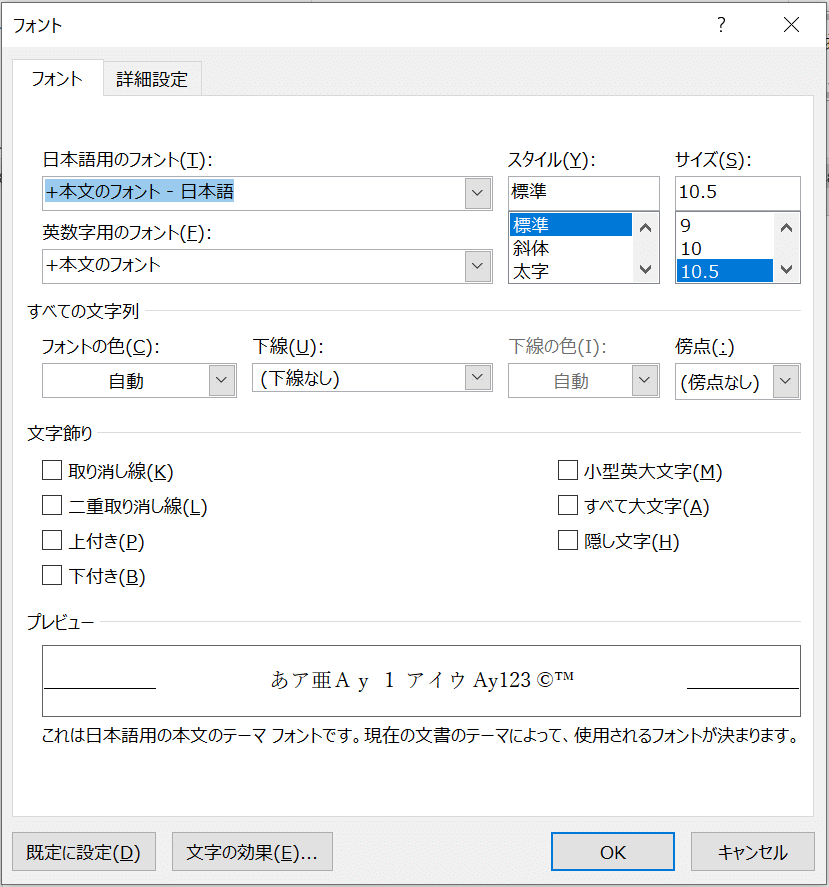 フォント ?
フォント 詳細設定
日本語用のフォント(T): スタイル(Y): サイズ(S):
+本文のフォント - 日本語 標準 10.5
標準 9
英数字用のフォント(F): 斜体 10
+本文のフォント 太字 10.5
すべての文字列
フォントの色(C): 下線(U): 下線の色(I): 傍点(:)
自動 (下線なし) 自動 (傍点なし)
文字飾り
取り消し線(K) 小型英大文字(M)
二重取り消し線(L) すべて大文字(A)
上付き(P) 隠し文字(H)
下付き(B)
プレビュー
あア亜Ａｙ １ アイウ Ay123 ©™
これは日本語用の本文のテーマ フォントです。現在の文書のテーマによって、使用されるフォントが決まります。
既定に設定(D) 文字の効果(E)... OK キャンセル